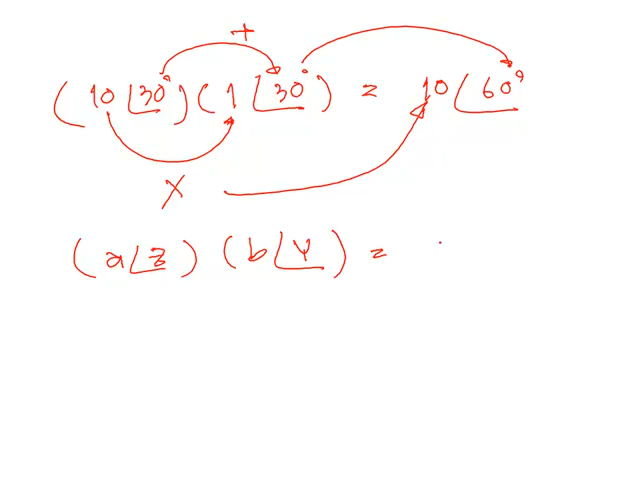 +
(10∠30°)(1∠30°) = 10∠60°
X
(a∠z)(b∠y) =